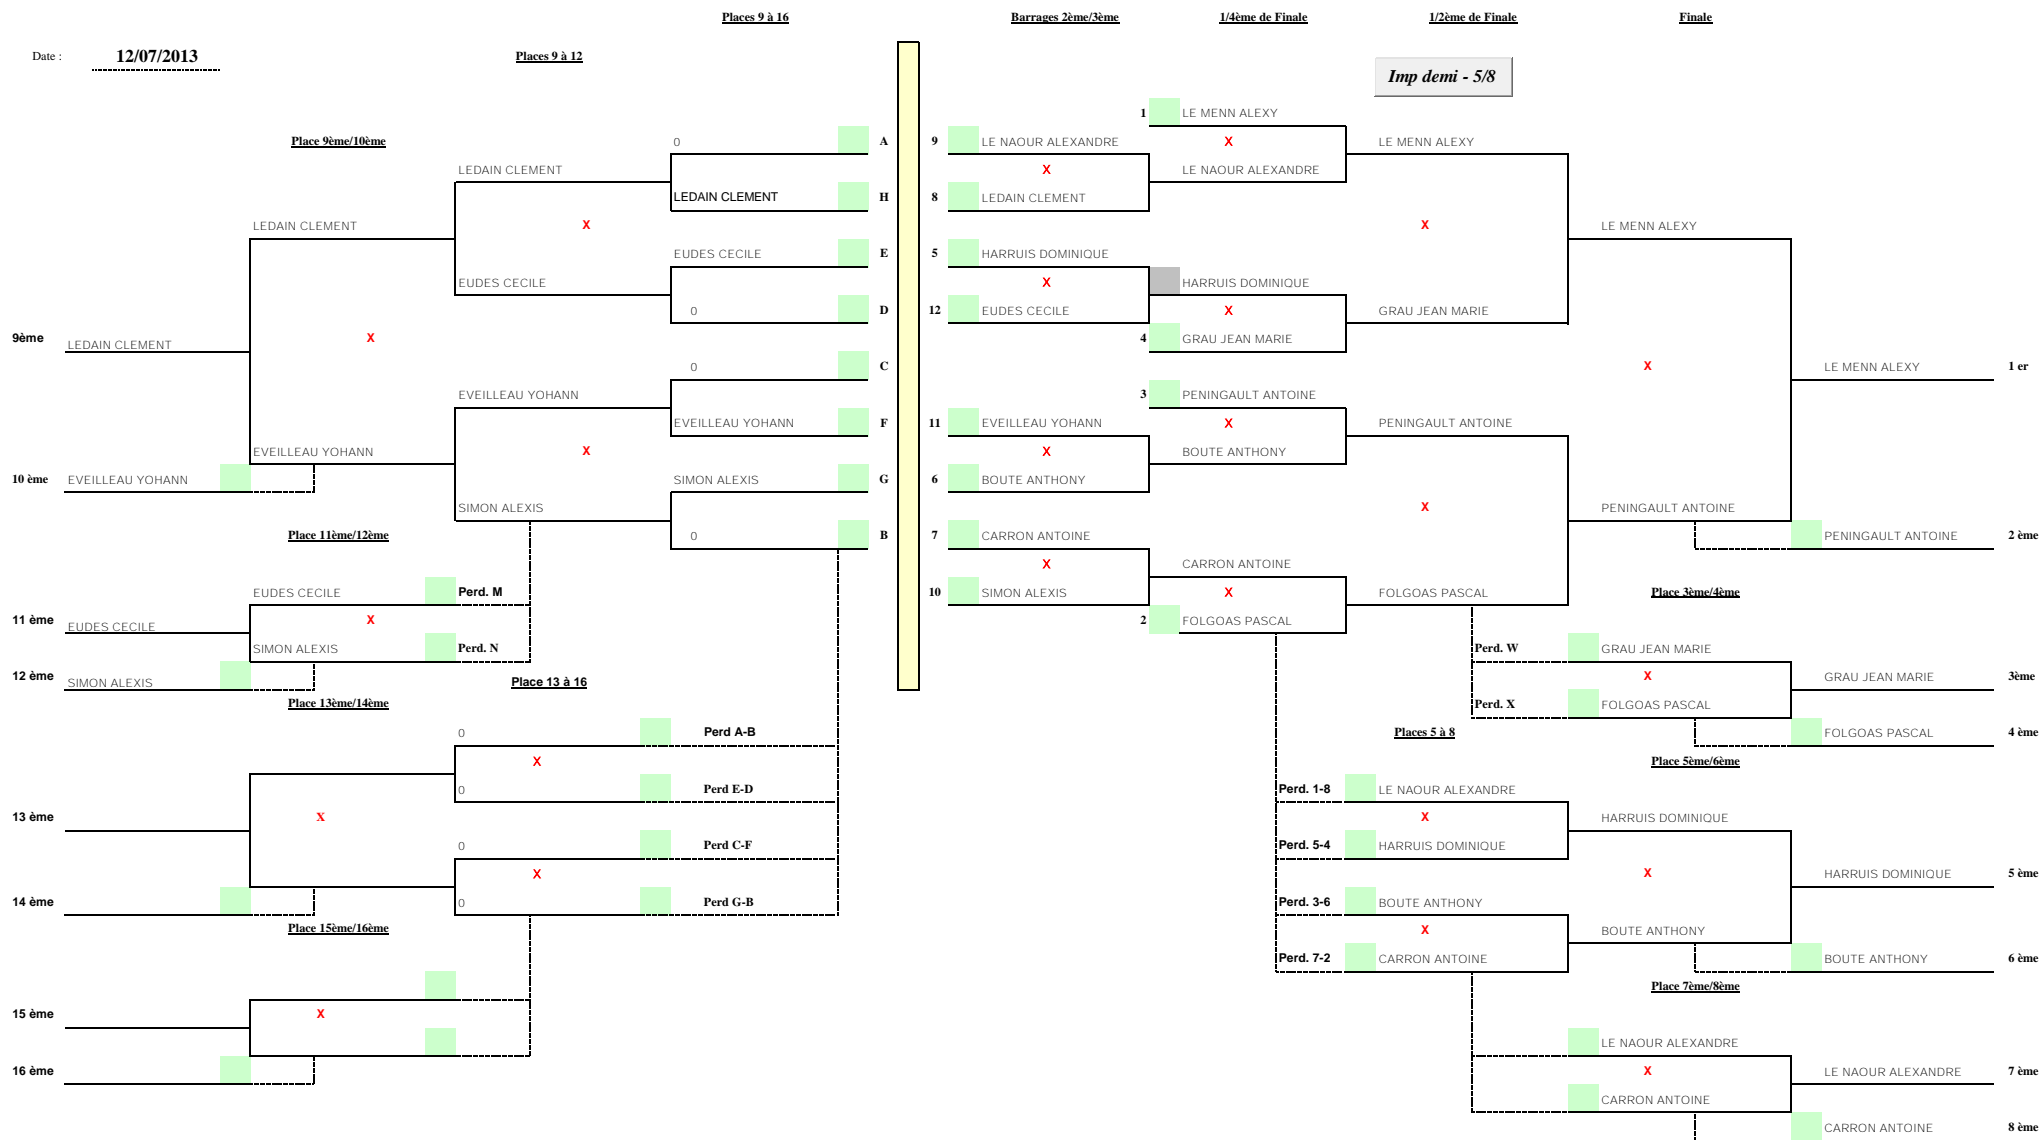 Places 9 à 16
Barrages 2ème/3ème
1/4ème de Finale
1/2ème de Finale
Finale
Date :
12/07/2013
Places 9 à 12
Imp demi - 5/8
Place 9ème/10ème
0
A
H
LEDAIN CLEMENT
LEDAIN CLEMENT
X
LEDAIN CLEMENT
EUDES CECILE
E
EUDES CECILE
0
D
9ème
LEDAIN CLEMENT
X
0
C
EVEILLEAU YOHANN
EVEILLEAU YOHANN
F
X
EVEILLEAU YOHANN
10 ème
EVEILLEAU YOHANN
SIMON ALEXIS
G
SIMON ALEXIS
0
B
Place 11ème/12ème
EUDES CECILE
Perd. M
11 ème
EUDES CECILE
X
SIMON ALEXIS
Perd. N
12 ème
SIMON ALEXIS
Place 13 à 16
Place 13ème/14ème
0
Perd A-B
X
0
Perd E-D
13 ème
X
0
Perd C-F
X
0
Perd G-B
14 ème
Place 15ème/16ème
15 ème
X
16 ème
1
LE MENN ALEXY
9
LE NAOUR ALEXANDRE
X
LE MENN ALEXY
X
LE NAOUR ALEXANDRE
8
LEDAIN CLEMENT
X
LE MENN ALEXY
5
HARRUIS DOMINIQUE
X
HARRUIS DOMINIQUE
12
EUDES CECILE
X
GRAU JEAN MARIE
4
GRAU JEAN MARIE
X
LE MENN ALEXY
1 er
3
PENINGAULT ANTOINE
11
EVEILLEAU YOHANN
X
PENINGAULT ANTOINE
X
BOUTE ANTHONY
6
BOUTE ANTHONY
X
PENINGAULT ANTOINE
7
CARRON ANTOINE
PENINGAULT ANTOINE
2 ème
X
CARRON ANTOINE
10
SIMON ALEXIS
X
FOLGOAS PASCAL
Place 3ème/4ème
2
FOLGOAS PASCAL
Perd. W
GRAU JEAN MARIE
X
GRAU JEAN MARIE
3ème
Perd. X
FOLGOAS PASCAL
Places 5 à 8
FOLGOAS PASCAL
4 ème
Place 5ème/6ème
Perd. 1-8
LE NAOUR ALEXANDRE
X
HARRUIS DOMINIQUE
Perd. 5-4
HARRUIS DOMINIQUE
X
HARRUIS DOMINIQUE
5 ème
Perd. 3-6
BOUTE ANTHONY
X
BOUTE ANTHONY
Perd. 7-2
CARRON ANTOINE
BOUTE ANTHONY
6 ème
Place 7ème/8ème
LE NAOUR ALEXANDRE
X
LE NAOUR ALEXANDRE
7 ème
CARRON ANTOINE
CARRON ANTOINE
8 ème